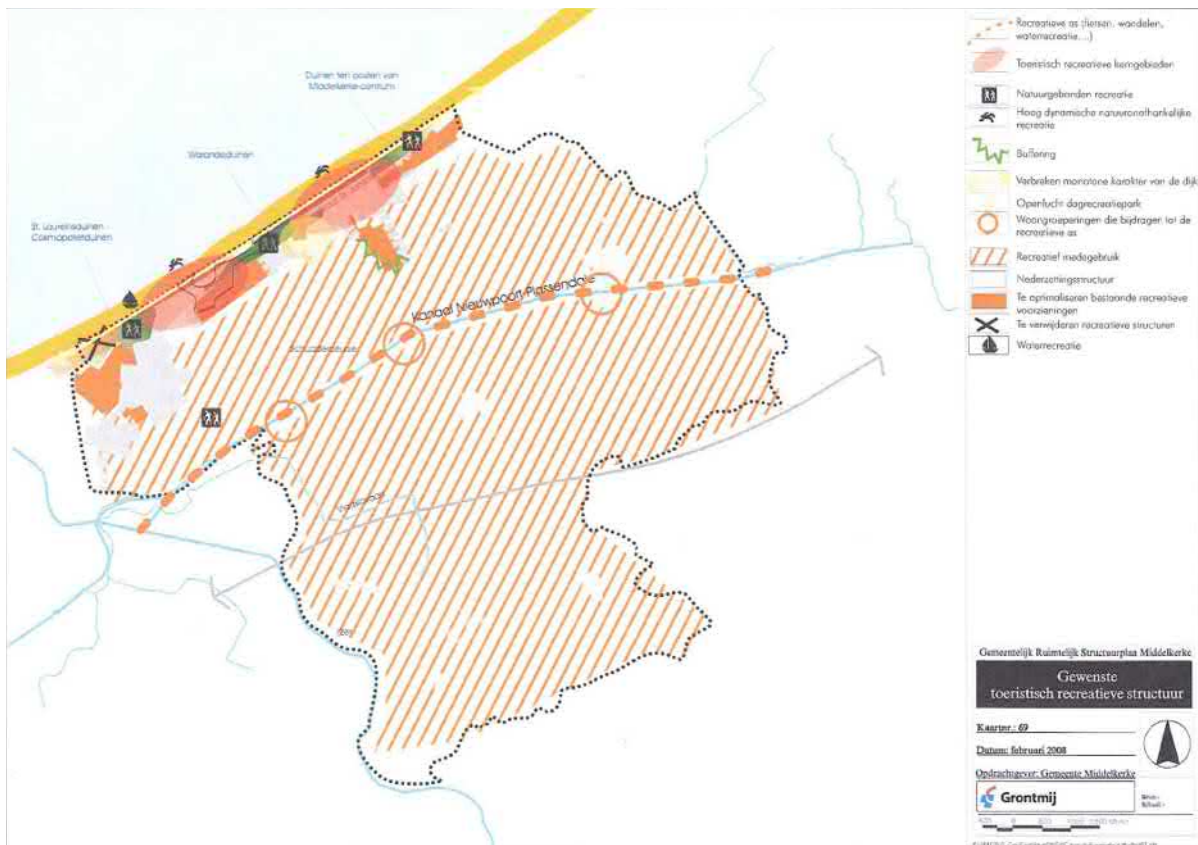 Duinen ten oosten van
Middelkerke-centrum
Warandeduinen
St. Laureinsduinen -
Cosmopolietduinen
Kanaal Nieuwpoort-Plassendale
IJzer
Recreatieve as (fietsen, wandelen,
waterrecreatie,...)
Toeristisch recreatieve kerngebieden
Natuurgebonden recreatie
Hoog dynamische natuuronafhankelijke
recreatie
Buffering
Verbreken monotone karakter van de dijk
Openlucht dagrecreatiepark
Woongroeperingen die bijdragen tot de
recreatieve as
Recreatief medegebruik
Nederzettingsstructuur
Te optimaliseren bestaande recreatieve
voorzieningen
Te verwijderen recreatieve structuren
Waterrecreatie
Gemeentelijk Ruimtelijk Structuurplan Middelkerke
Gewenste
toeristisch recreatieve structuur
Kaartnr.: 69
Datum: februari 2008
Opdrachtgever: Gemeente Middelkerke
Grontmij